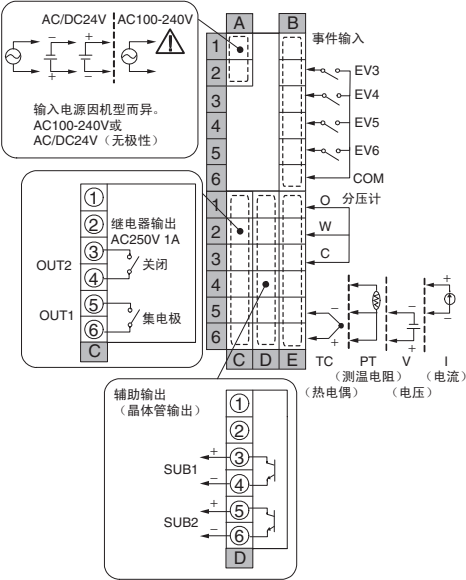 AC/DC24V AC100-240V
输入电源因机型而异。
AC100-240V或
AC/DC24V（无极性）
A B
1
2
3
4
5
6
事件输入
EV3
EV4
EV5
EV6
COM
1
2
3
4
5
6
C D E
O 分压计
W
C
TC PT V I
（测温电阻）（电流）
（热电偶）（电压）
①
② 继电器输出
AC250V 1A
③
OUT2 关闭
④
⑤
OUT1 集电极
⑥
C
辅助输出
（晶体管输出）
①
②
③
SUB1
④
⑤
SUB2
⑥
D